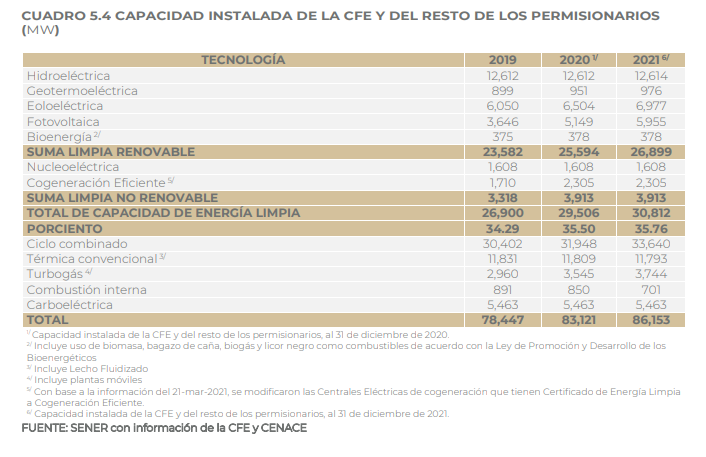 CUADRO 5.4 CAPACIDAD INSTALADA DE LA CFE Y DEL RESTO DE LOS PERMISIONARIOS
(MW)
TECNOLOGÍA 2019 2020 1/ 2021 6/
Hidroeléctrica 12,612 12,612 12,614
Geotermoeléctrica 899 951 976
Eoloeléctrica 6,050 6,504 6,977
Fotovoltaica 3,646 5,149 5,955
Bioenergía 2/ 375 378 378
SUMA LIMPIA RENOVABLE 23,582 25,594 26,899
Nucleoeléctrica 1,608 1,608 1,608
Cogeneración Eficiente 5/ 1,710 2,305 2,305
SUMA LIMPIA NO RENOVABLE 3,318 3,913 3,913
TOTAL DE CAPACIDAD DE ENERGÍA LIMPIA 26,900 29,506 30,812
PORCIENTO 34.29 35.50 35.76
Ciclo combinado 30,402 31,948 33,640
Térmica convencional 3/ 11,831 11,809 11,793
Turbogás 4/ 2,960 3,545 3,744
Combustión interna 891 850 701
Carboeléctrica 5,463 5,463 5,463
TOTAL 78,447 83,121 86,153
1/ Capacidad instalada de la CFE y del resto de los permisionarios, al 31 de diciembre de 2020.
2/ Incluye uso de biomasa, bagazo de caña, biogás y licor negro como combustibles de acuerdo con la Ley de Promoción y Desarrollo de los
Bioenergéticos
3/ Incluye Lecho Fluidizado
4/ Incluye plantas móviles
5/ Con base a la información del 21-mar-2021, se modificaron las Centrales Eléctricas de cogeneración que tienen Certificado de Energía Limpia
a Cogeneración Eficiente.
6/ Capacidad instalada de la CFE y del resto de los permisionarios, al 31 de diciembre de 2021.
FUENTE: SENER con información de la CFE y CENACE